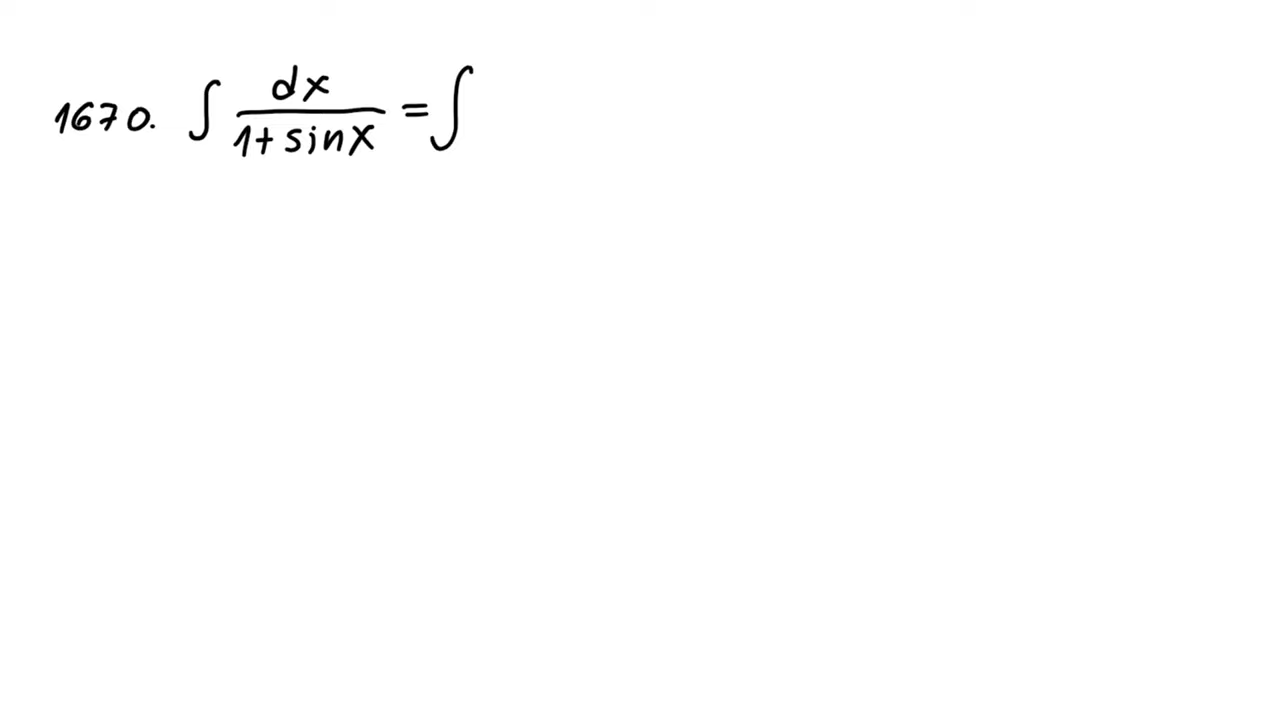 1670. ∫ dx/(1+sinx) = ∫